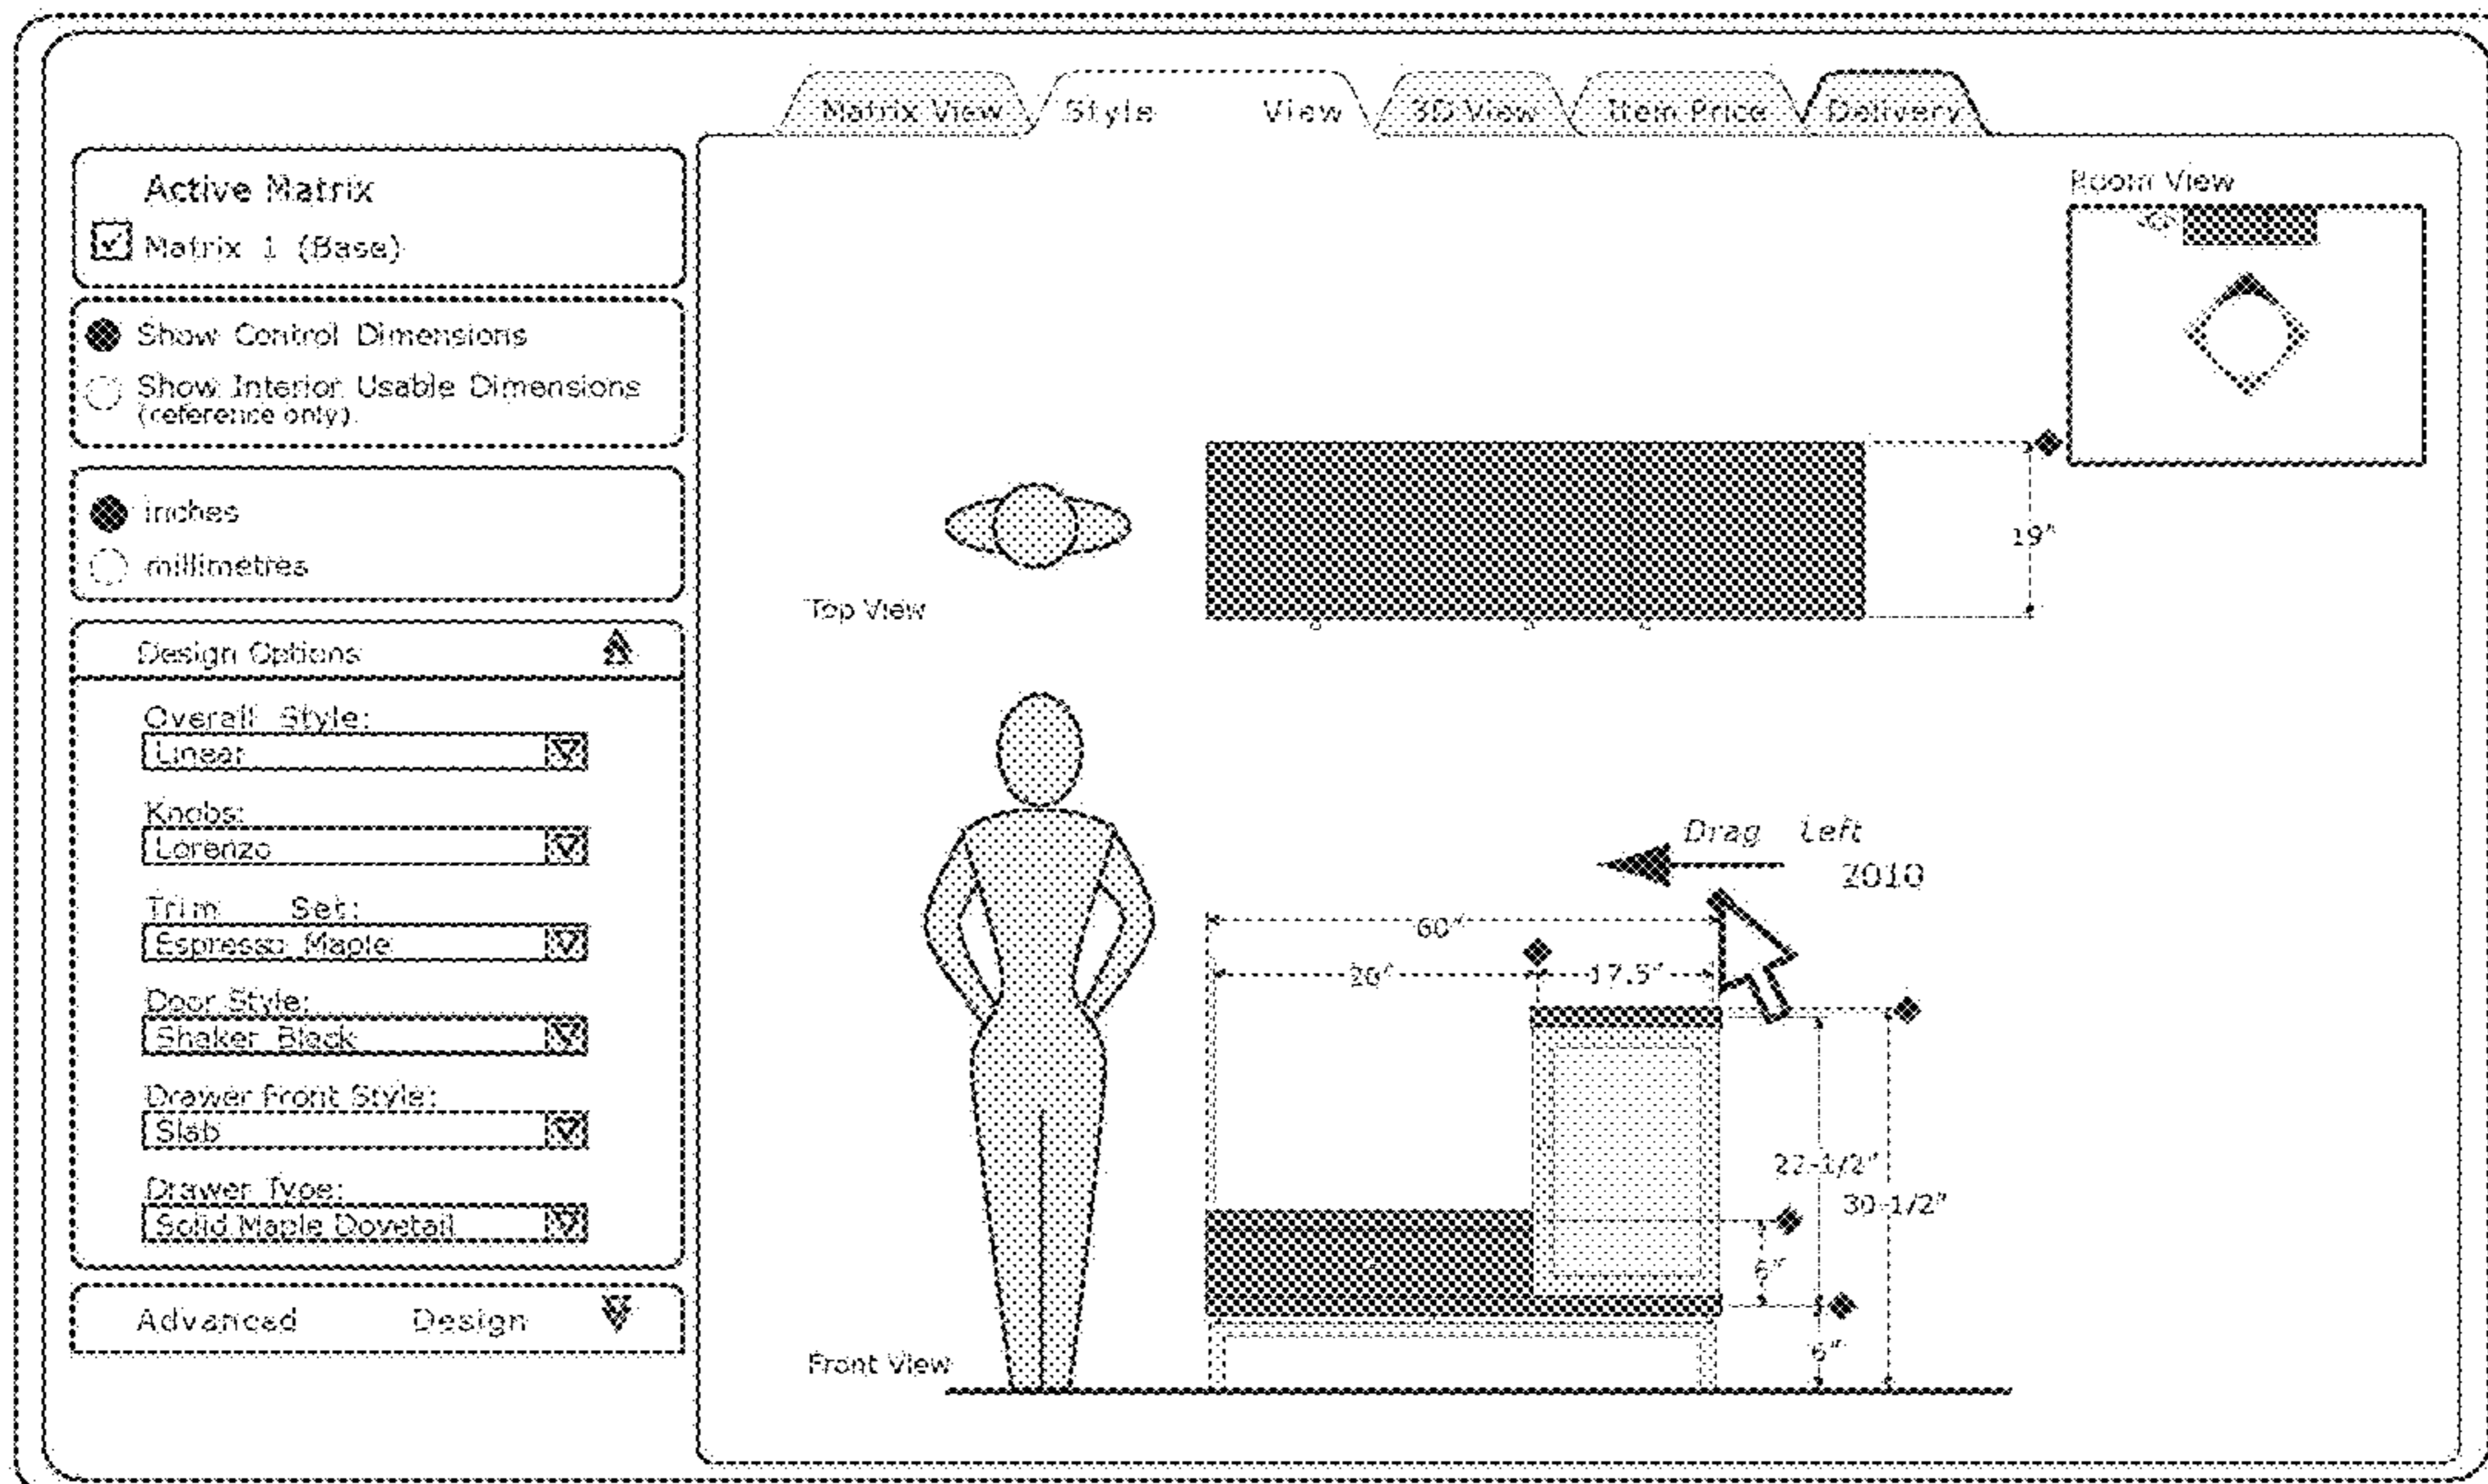 Matrix View Style View 3D View Item Price Delivery
Active Matrix
Matrix 1 (Base)
Show Control Dimensions
Show Interior Usable Dimensions
(reference only)
inches
millimetres
Design Options
Overall Style:
Linear
Knobs:
Lorenzo
Trim Set:
Espresso Maple
Door Style:
Shaker Black
Drawer Front Style:
Slab
Drawer Type:
Solid Maple Dovetail
Advanced Design
Room View
19"
Top View
Drag Left
2010
60"
17.5"
22-1/2"
30-1/2"
6"
6"
Front View